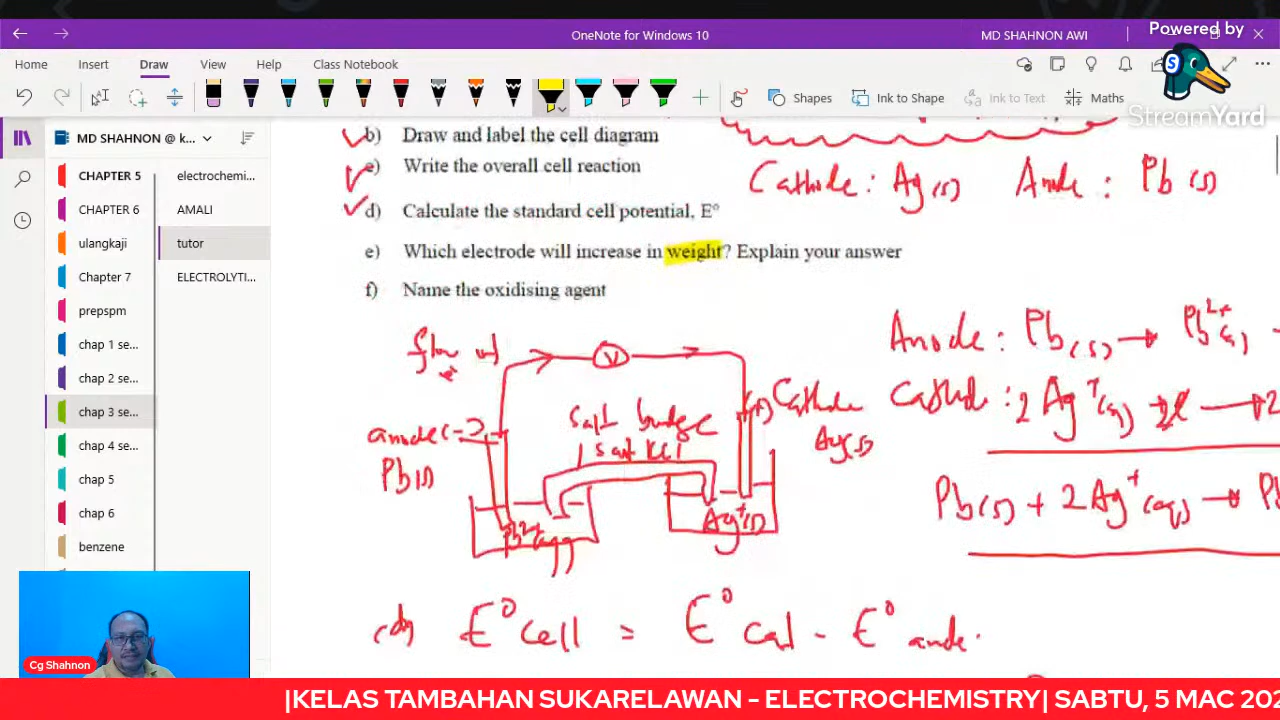 OneNote for Windows 10
MD SHAHNON AWI
Powered by
StreamYard
Home Insert Draw View Help Class Notebook
Shapes Ink to Shape Ink to Text Maths
MD SHAHNON @ k...
CHAPTER 5
CHAPTER 6
ulangkaji
Chapter 7
prepspm
chap 1 se...
chap 2 se...
chap 3 se...
chap 4 se...
chap 5
chap 6
benzene
electrochemi...
AMALI
tutor
ELECTROLYTI...
b) Draw and label the cell diagram
c) Write the overall cell reaction
d) Calculate the standard cell potential, E°
e) Which electrode will increase in weight? Explain your answer
f) Name the oxidising agent
Cathode : Ag(s) Anode : Pb(s)
flow of e⁻
V
Anode : Pb(s) → Pb²⁺(aq)
Cathode : 2Ag⁺(aq) + 2e → 2
Pb(s) + 2Ag⁺(aq) → Pb
anode (-)
Pb(s)
salt bridge
sat KCl
(+) Cathode
Ag(s)
Pb²⁺(aq)
Ag⁺(s)
(d) E° cell = E° cat - E° anode
Cg Shahnon
|KELAS TAMBAHAN SUKARELAWAN - ELECTROCHEMISTRY| SABTU, 5 MAC 202